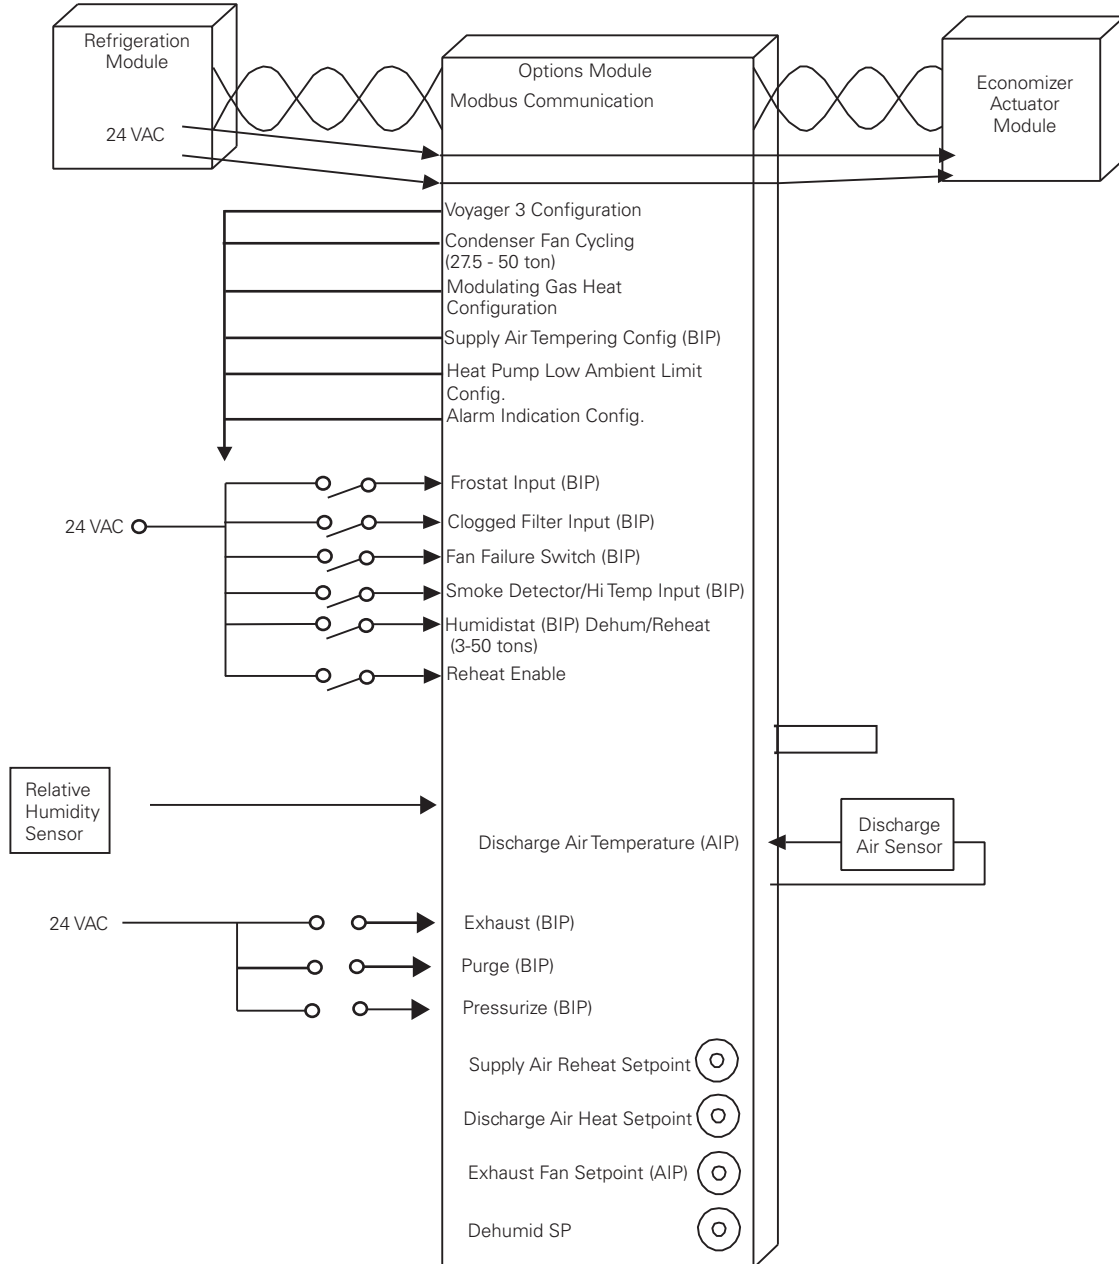 Refrigeration
Module
24 VAC
Options Module
Modbus Communication
Economizer
Actuator
Module
Voyager 3 Configuration
Condenser Fan Cycling
(27.5 - 50 ton)
Modulating Gas Heat
Configuration
Supply Air Tempering Config (BIP)
Heat Pump Low Ambient Limit
Config.
Alarm Indication Config.
24 VAC
Frostat Input (BIP)
Clogged Filter Input (BIP)
Fan Failure Switch (BIP)
Smoke Detector/Hi Temp Input (BIP)
Humidistat (BIP) Dehum/Reheat
(3-50 tons)
Reheat Enable
Relative
Humidity
Sensor
Discharge Air Temperature (AIP)
Discharge
Air Sensor
24 VAC
Exhaust (BIP)
Purge (BIP)
Pressurize (BIP)
Supply Air Reheat Setpoint
Discharge Air Heat Setpoint
Exhaust Fan Setpoint (AIP)
Dehumid SP